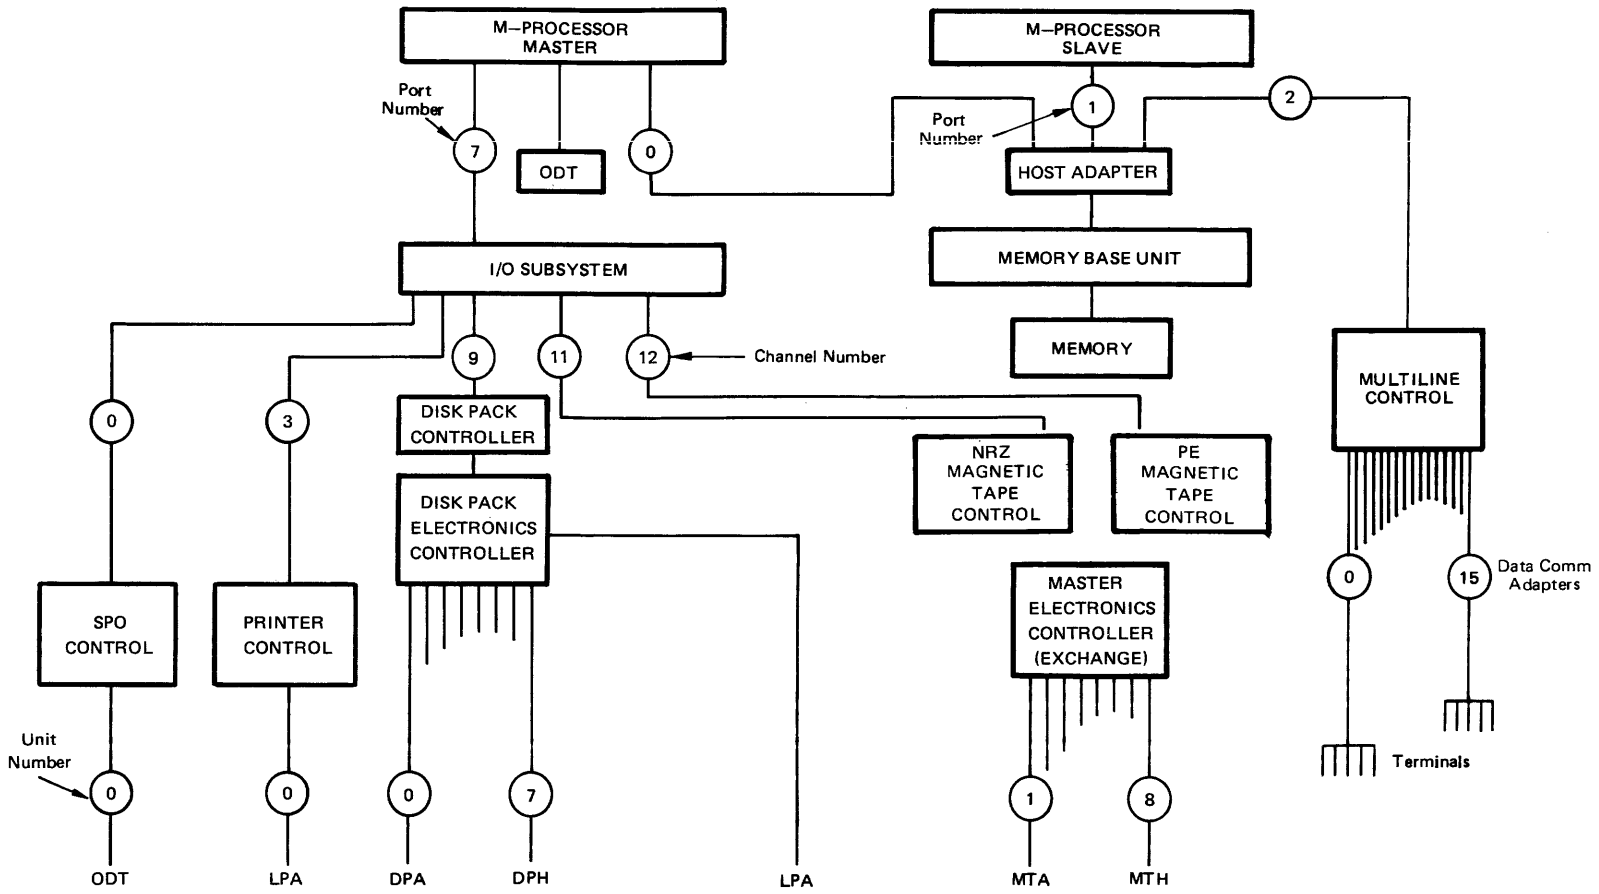 M–PROCESSOR
MASTER
M–PROCESSOR
SLAVE
Port
Number
7
ODT
0
Port
Number
1
2
HOST ADAPTER
I/O SUBSYSTEM
MEMORY BASE UNIT
MEMORY
9
11
12
Channel Number
0
3
DISK PACK
CONTROLLER
MULTILINE
CONTROL
DISK PACK
ELECTRONICS
CONTROLLER
NRZ
MAGNETIC
TAPE
CONTROL
PE
MAGNETIC
TAPE
CONTROL
SPO
CONTROL
PRINTER
CONTROL
MASTER
ELECTRONICS
CONTROLLER
(EXCHANGE)
0
15
Data Comm
Adapters
Unit
Number
0
0
0
7
1
8
Terminals
ODT
LPA
DPA
DPH
LPA
MTA
MTH